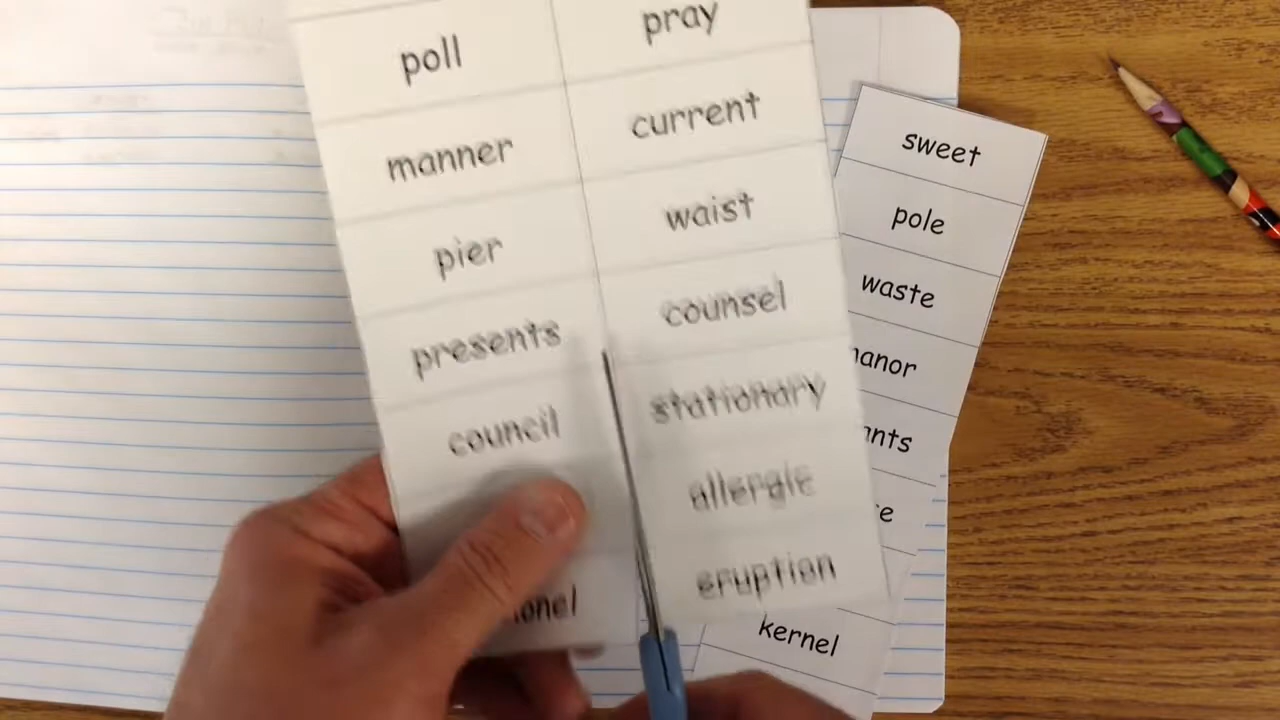 poll
pray
manner
current
pier
waist
presents
counsel
council
stationary
allergic
eruption
sweet
pole
waste
kernel